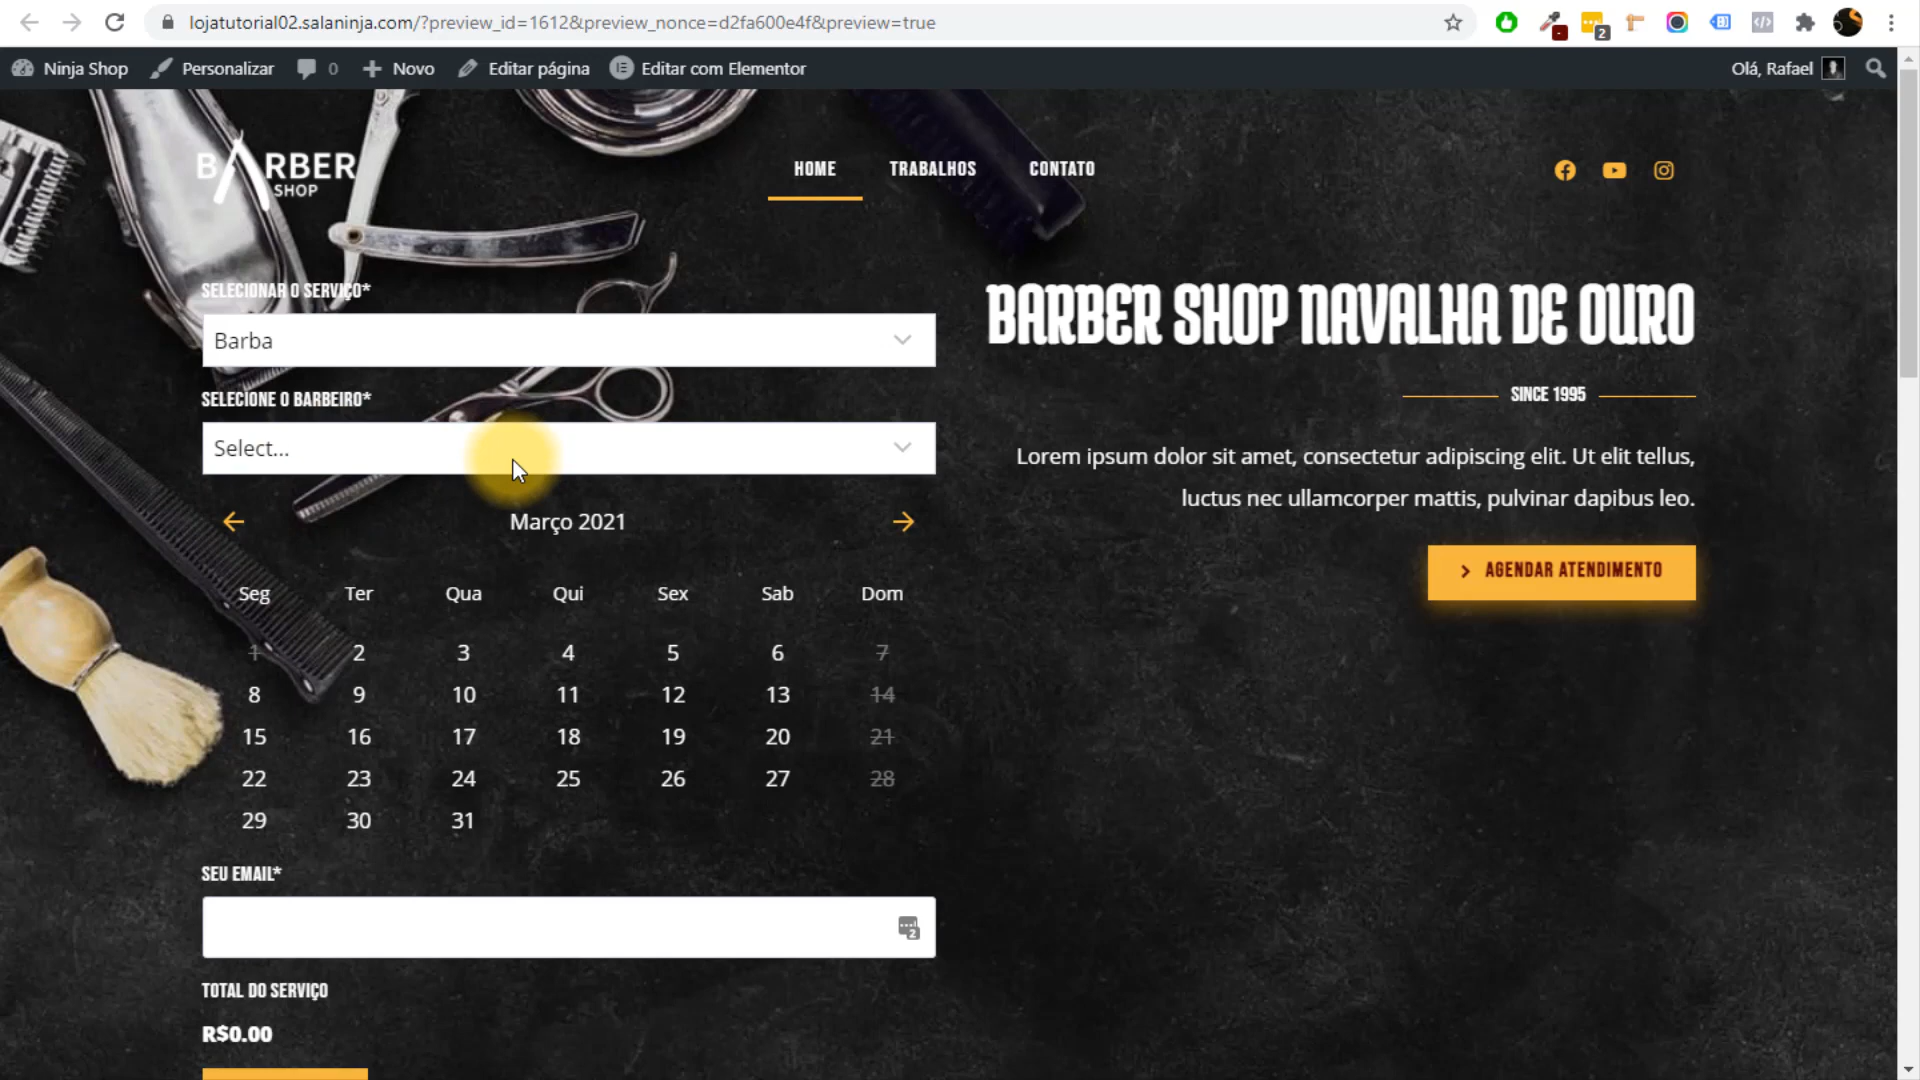 lojatutorial02.salaninja.com/?preview_id=1612&preview_nonce=d2fa600e4f&preview=true
2
Ninja Shop
Personalizar
0
Novo
Editar página
Editar com Elementor
Olá, Rafael
BARBER
SHOP
HOME
TRABALHOS
CONTATO
SELECIONAR O SERVIÇO*
Barba
SELECIONE O BARBEIRO*
Select...
Março 2021
Seg Ter Qua Qui Sex Sab Dom
1 2 3 4 5 6 7
8 9 10 11 12 13 14
15 16 17 18 19 20 21
22 23 24 25 26 27 28
29 30 31
SEU EMAIL*
2
TOTAL DO SERVIÇO
R$0.00
BARBER SHOP NAVALHA DE OURO
SINCE 1995
Lorem ipsum dolor sit amet, consectetur adipiscing elit. Ut elit tellus,
luctus nec ullamcorper mattis, pulvinar dapibus leo.
AGENDAR ATENDIMENTO